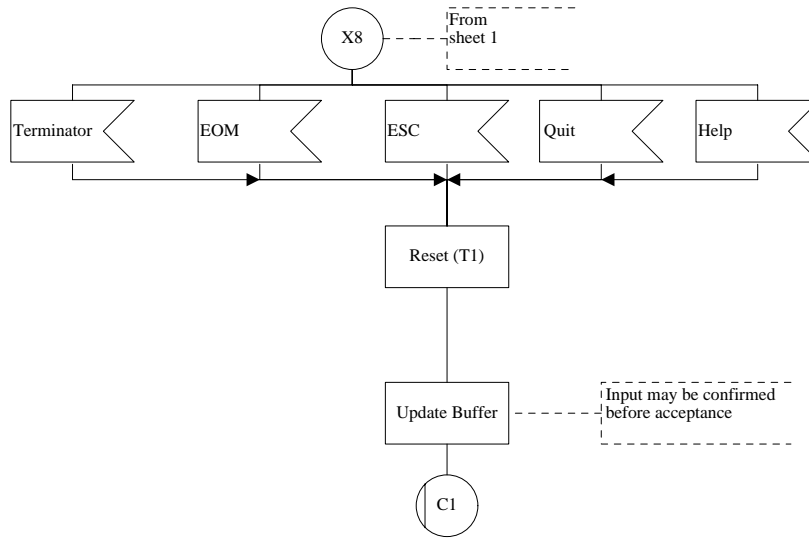 X8
From
sheet 1
Terminator
EOM
ESC
Quit
Help
Reset (T1)
Update Buffer
Input may be confirmed
before acceptance
C1